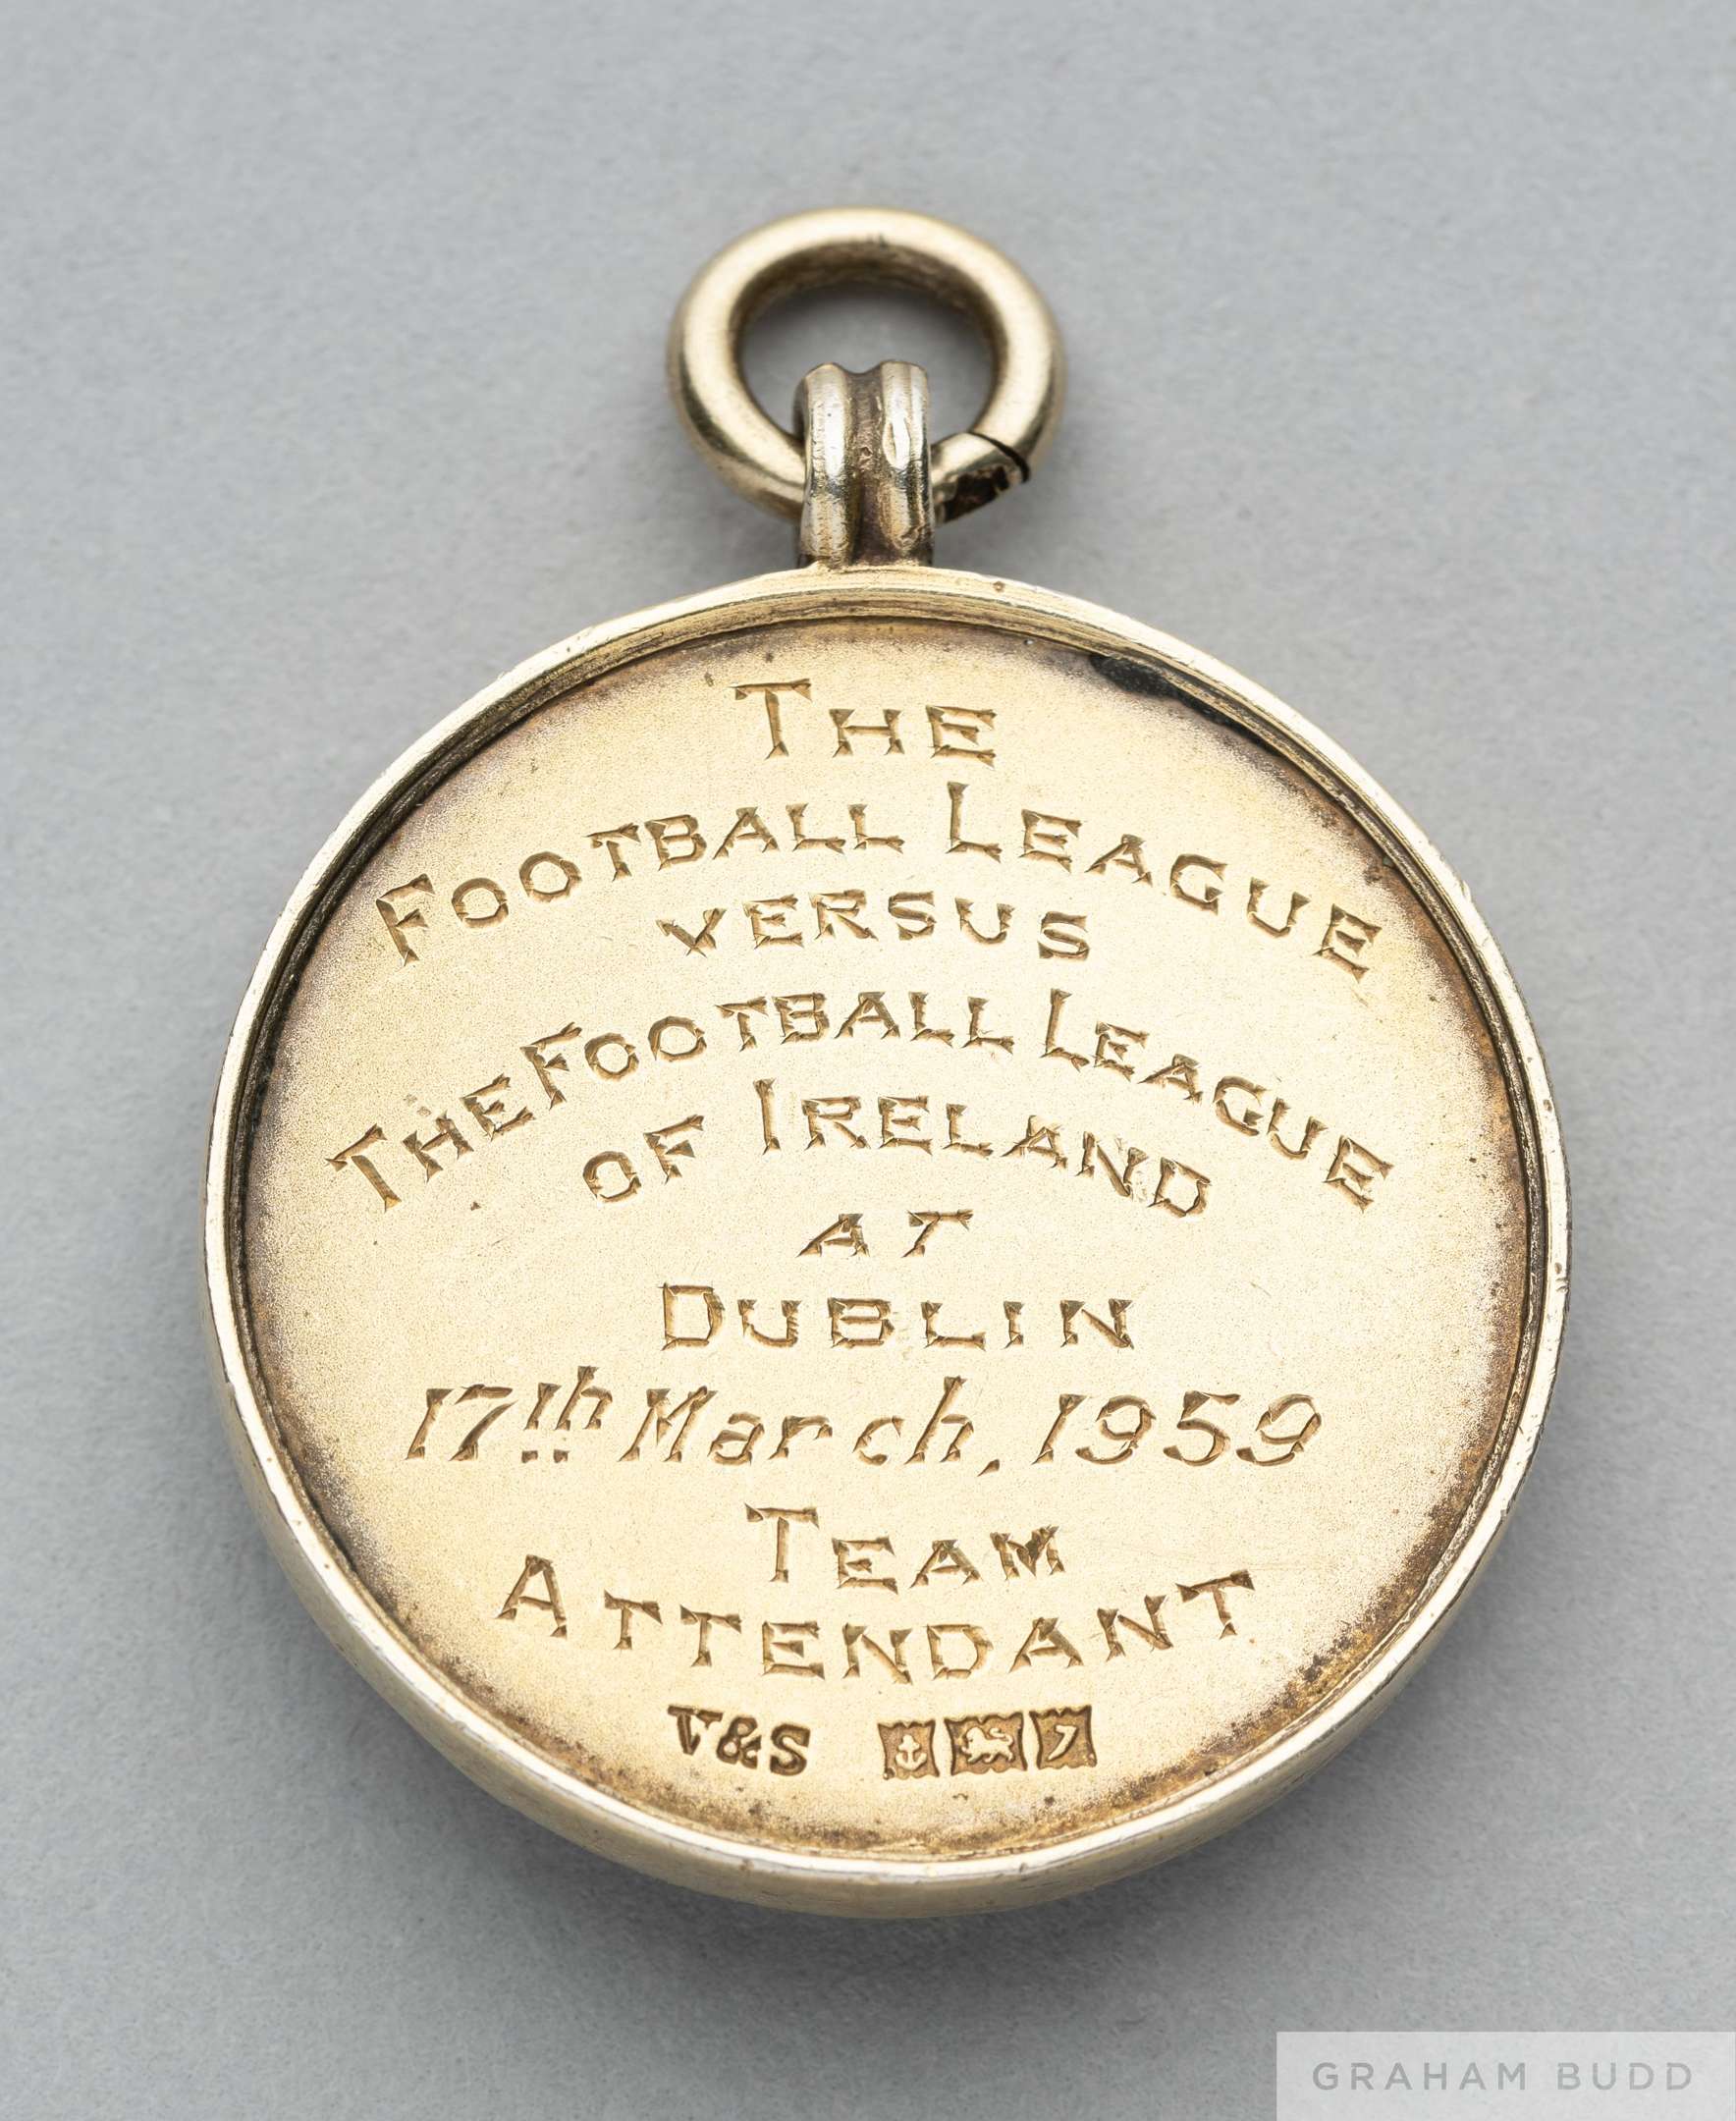 THE
FOOTBALL LEAGUE
VERSUS
THE FOOTBALL LEAGUE
OF IRELAND
AT
DUBLIN
17th March, 1959
TEAM
ATTENDANT
V&S
GRAHAM BUDD